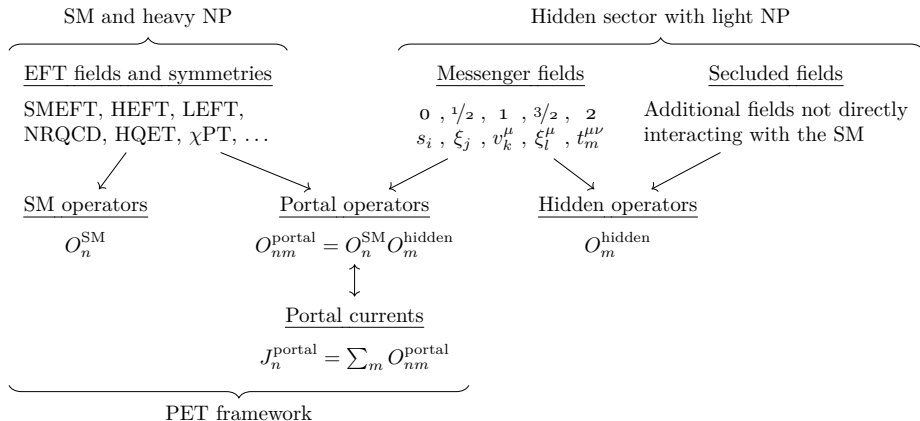 SM and heavy NP
Hidden sector with light NP
EFT fields and symmetries
SMEFT, HEFT, LEFT,
NRQCD, HQET, χPT, …
Messenger fields
0 , 1/2 , 1 , 3/2 , 2
s_i , ξ_j , v_k^μ , ξ_l^μ , t_m^{μν}
Secluded fields
Additional fields not directly
interacting with the SM
SM operators
O_n^{SM}
Portal operators
O_{nm}^{portal} = O_n^{SM} O_m^{hidden}
Hidden operators
O_m^{hidden}
Portal currents
J_n^{portal} = ∑_m O_{nm}^{portal}
PET framework